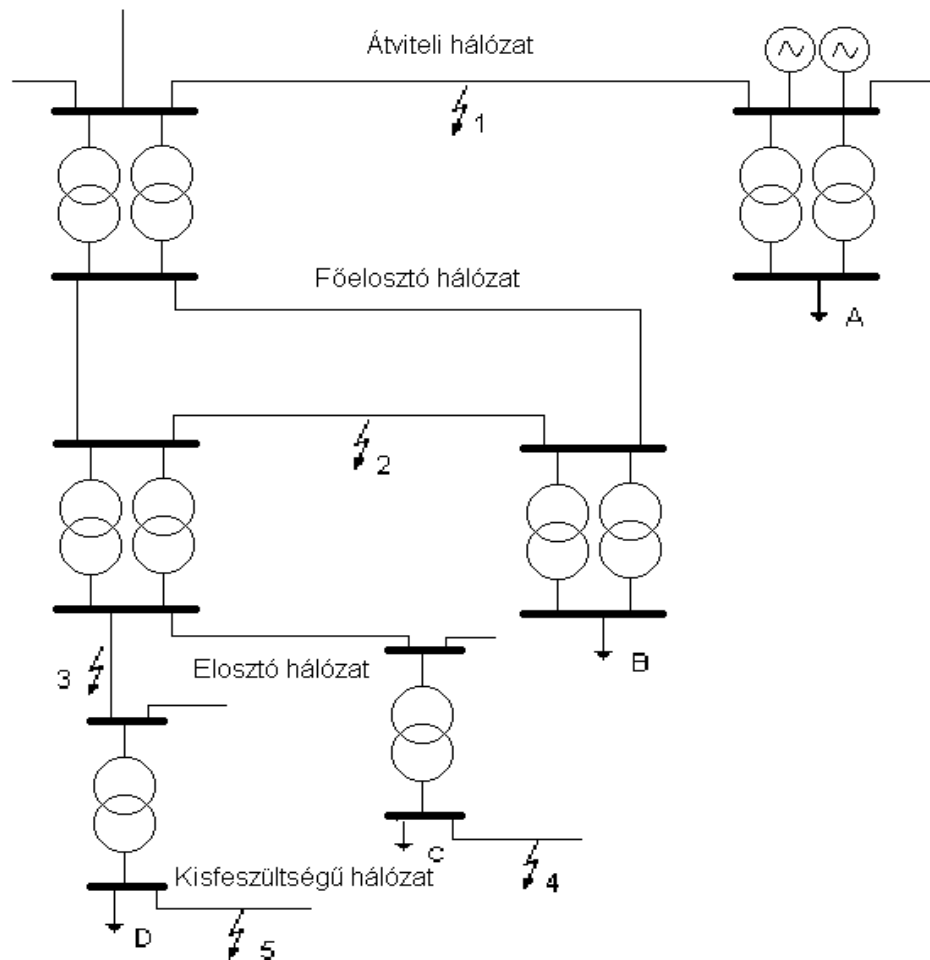 Átviteli hálózat
1
Főelosztó hálózat
A
2
B
3
Elosztó hálózat
C
4
Kisfeszültségű hálózat
D
5